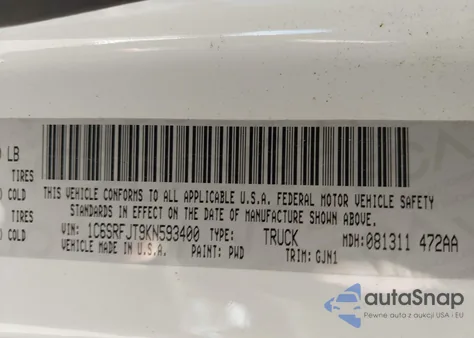 0 LB
TIRES
COLD
TIRES
COLD
THIS VEHICLE CONFORMS TO ALL APPLICABLE U.S.A. FEDERAL MOTOR VEHICLE SAFETY
STANDARDS IN EFFECT ON THE DATE OF MANUFACTURE SHOWN ABOVE.
VIN: 1C6SRFJT9KN593400 TYPE: TRUCK MDH: 081311 472AA
VEHICLE MADE IN U.S.A. PAINT: PWD TRIM: GJN1
autoSnap
Pewne auta z aukcji USA i EU